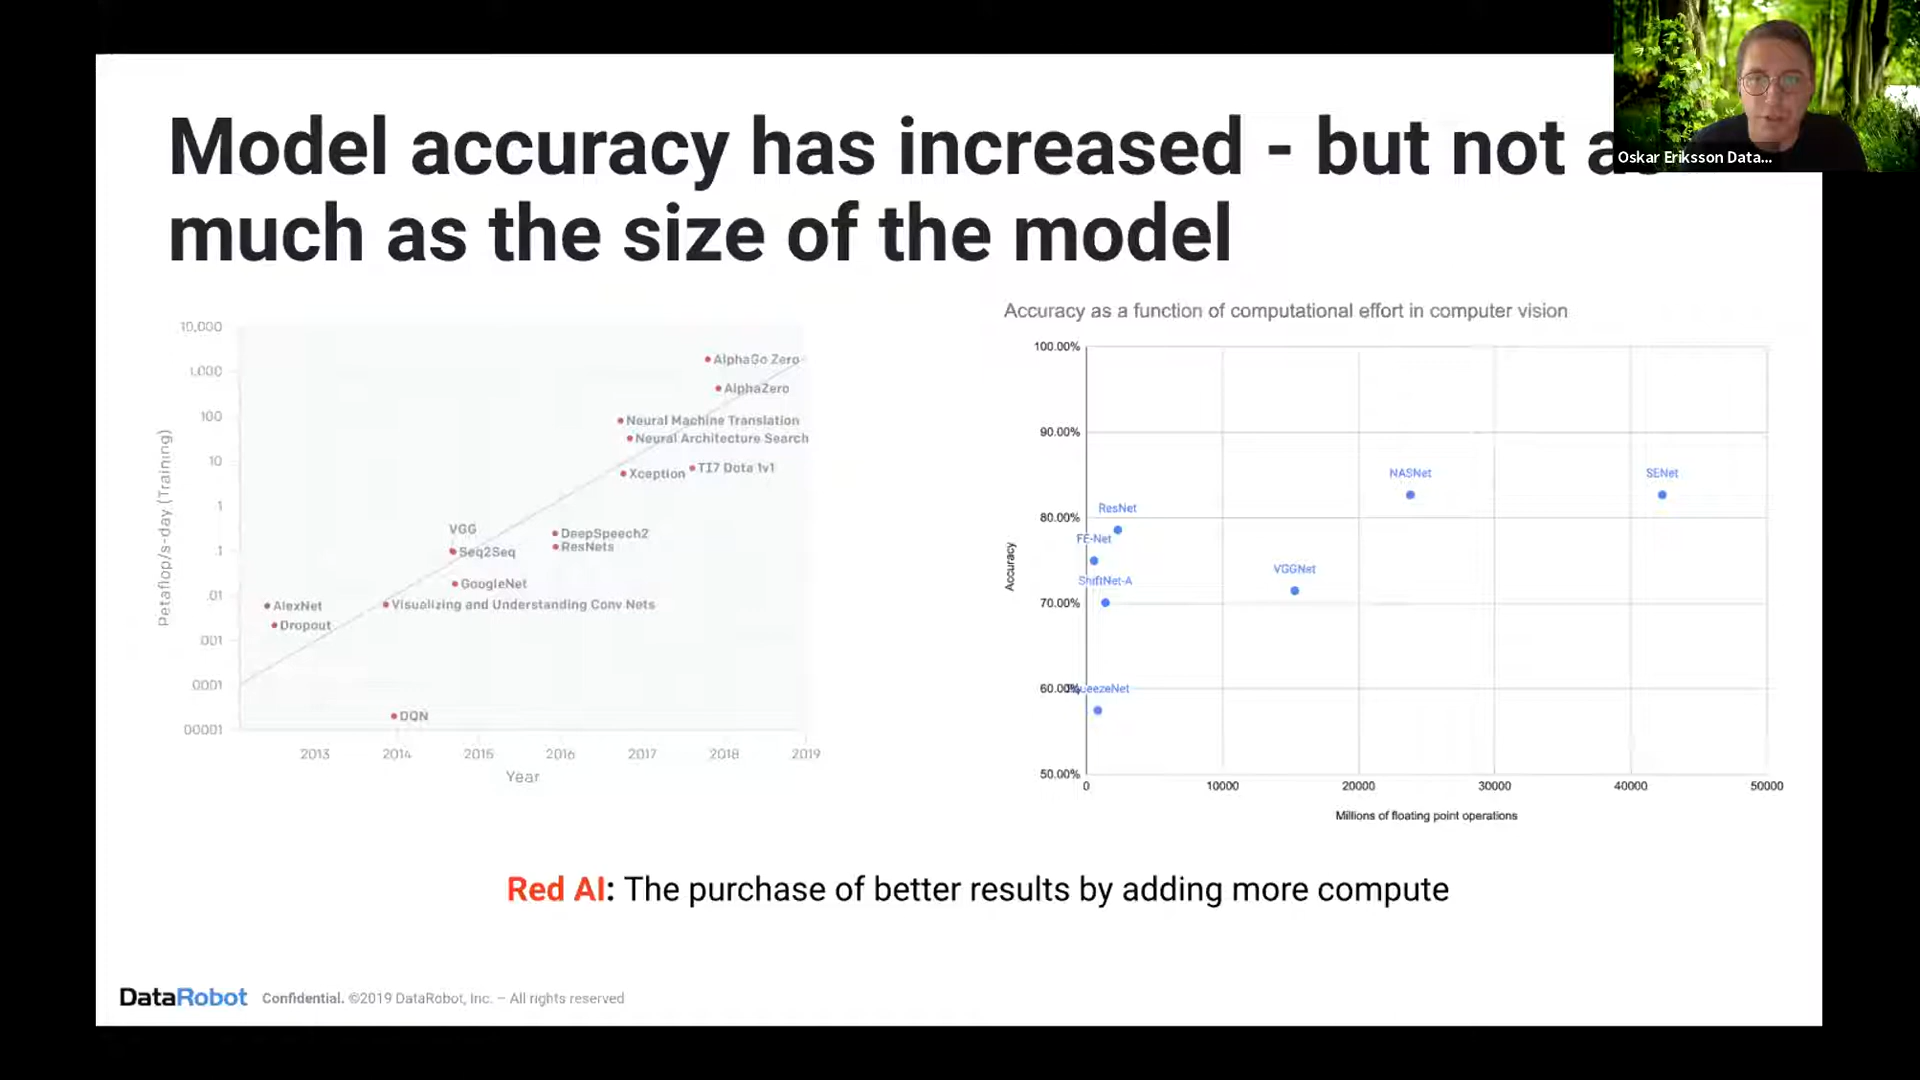 Model accuracy has increased - but not as
much as the size of the model
Oskar Eriksson Data...
10,000
1,000
100
10
1
.1
.01
.001
.0001
.00001
Petaflop/s-day (Training)
AlphaGo Zero
AlphaZero
Neural Machine Translation
Neural Architecture Search
Xception
TI7 Dota 1v1
VGG
Seq2Seq
DeepSpeech2
ResNets
GoogleNet
AlexNet
Visualizing and Understanding Conv Nets
Dropout
DQN
2013 2014 2015 2016 2017 2018 2019
Year
Accuracy as a function of computational effort in computer vision
100.00%
90.00%
80.00%
70.00%
60.00%
50.00%
Accuracy
NASNet
SENet
ResNet
FE-Net
VGGNet
ShiftNet-A
0 10000 20000 30000 40000 50000
Millions of floating point operations
Red AI: The purchase of better results by adding more compute
DataRobot Confidential. ©2019 DataRobot, Inc. – All rights reserved